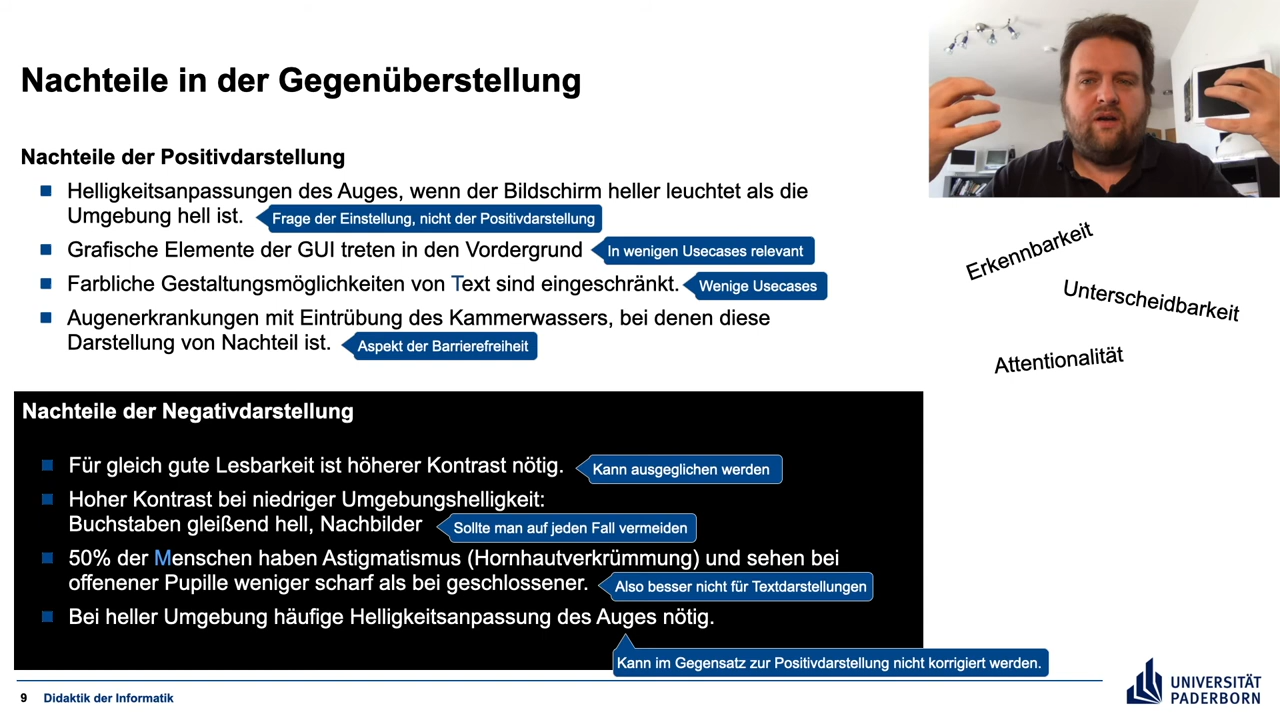 Nachteile in der Gegenüberstellung
Nachteile der Positivdarstellung
Helligkeitsanpassungen des Auges, wenn der Bildschirm heller leuchtet als die
Umgebung hell ist.
Frage der Einstellung, nicht der Positivdarstellung
Grafische Elemente der GUI treten in den Vordergrund
In wenigen Usecases relevant
Farbliche Gestaltungsmöglichkeiten von Text sind eingeschränkt.
Wenige Usecases
Augenerkrankungen mit Eintrübung des Kammerwassers, bei denen diese
Darstellung von Nachteil ist.
Aspekt der Barrierefreiheit
Erkennbarkeit
Unterscheidbarkeit
Attentionalität
Nachteile der Negativdarstellung
Für gleich gute Lesbarkeit ist höherer Kontrast nötig.
Kann ausgeglichen werden
Hoher Kontrast bei niedriger Umgebungshelligkeit:
Buchstaben gleißend hell, Nachbilder
Sollte man auf jeden Fall vermeiden
50% der Menschen haben Astigmatismus (Hornhautverkrümmung) und sehen bei
offenener Pupille weniger scharf als bei geschlossener.
Also besser nicht für Textdarstellungen
Bei heller Umgebung häufige Helligkeitsanpassung des Auges nötig.
Kann im Gegensatz zur Positivdarstellung nicht korrigiert werden.
9 Didaktik der Informatik
UNIVERSITÄT
PADERBORN